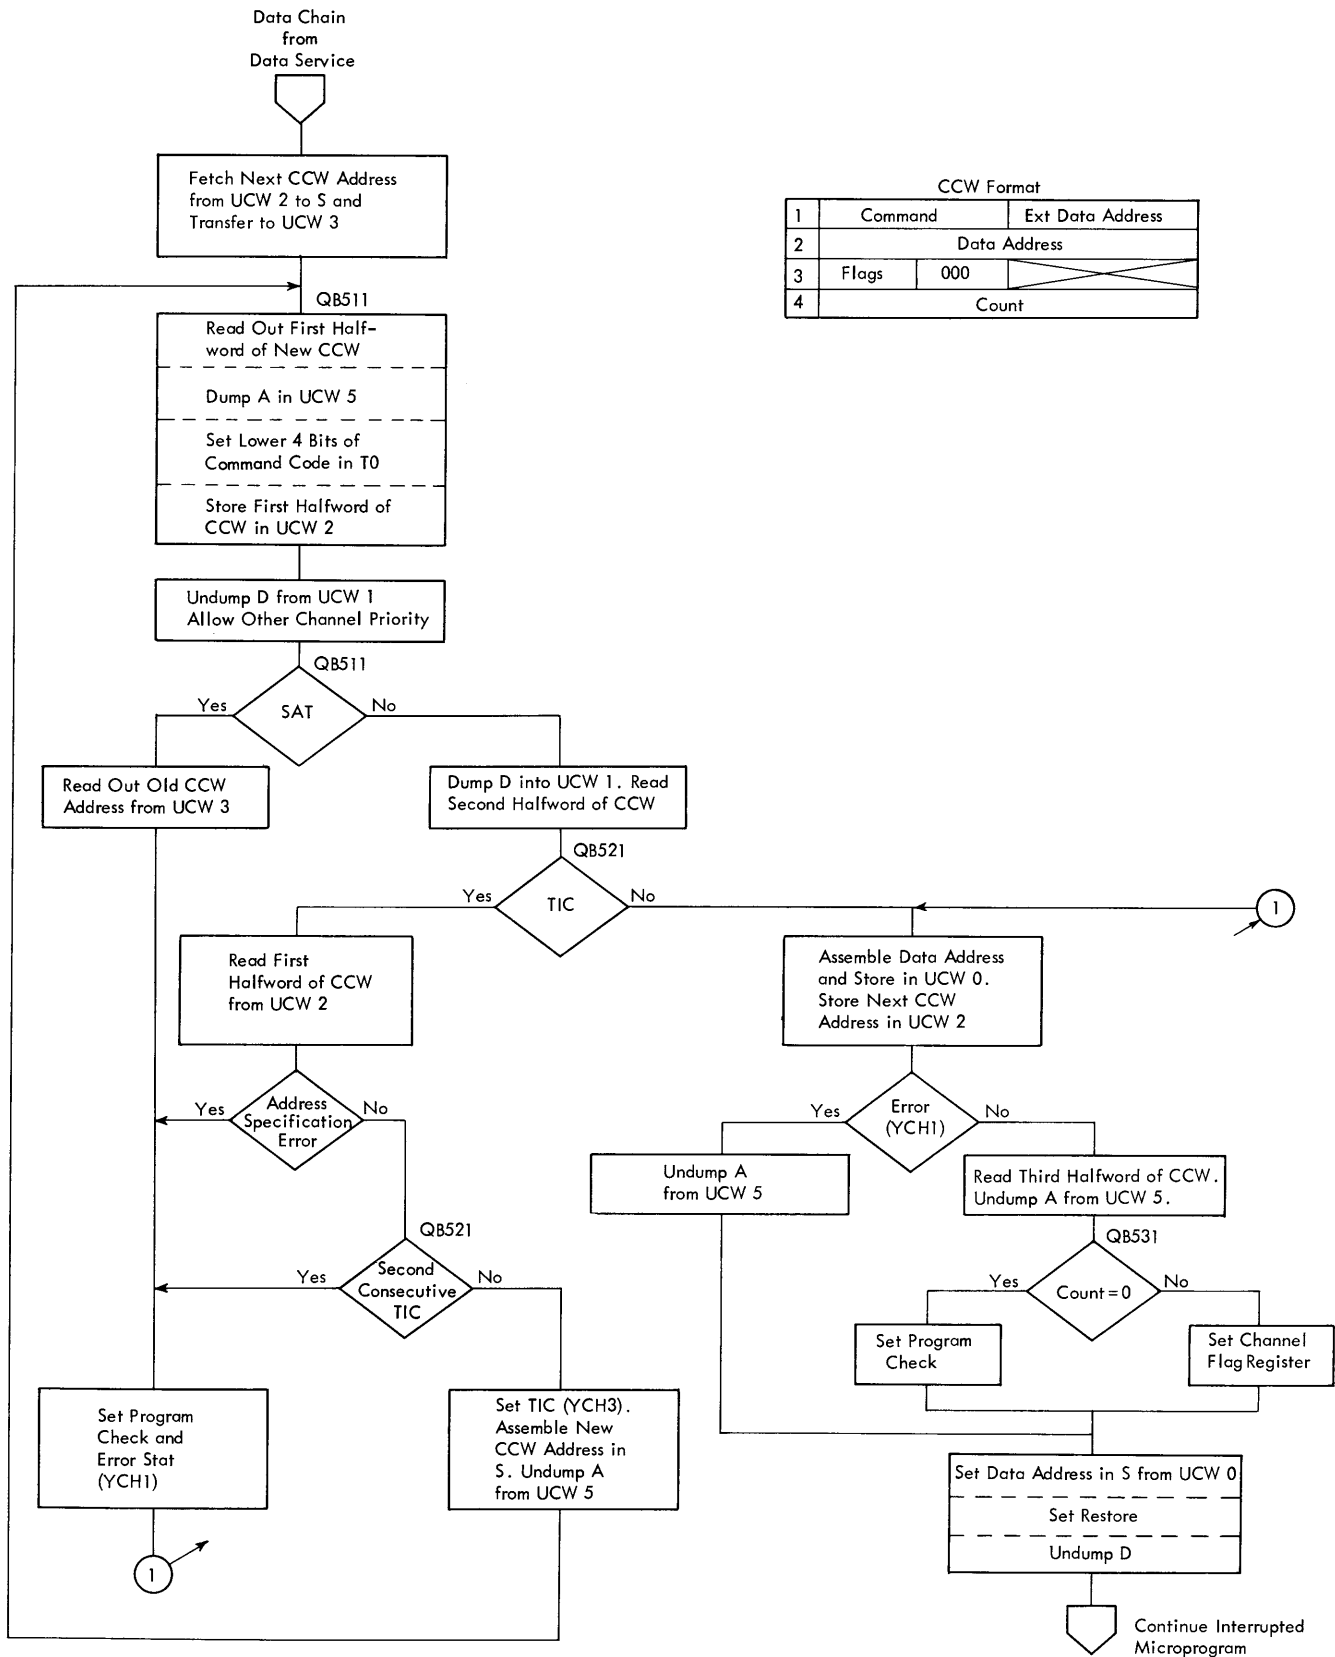 Data Chain
from
Data Service
Fetch Next CCW Address
from UCW 2 to S and
Transfer to UCW 3
CCW Format
1 Command Ext Data Address
2 Data Address
3 Flags 000
4 Count
QB511
Read Out First Half-
word of New CCW
Dump A in UCW 5
Set Lower 4 Bits of
Command Code in T0
Store First Halfword of
CCW in UCW 2
Undump D from UCW 1
Allow Other Channel Priority
QB511
Yes
SAT
No
Read Out Old CCW
Address from UCW 3
Dump D into UCW 1. Read
Second Halfword of CCW
QB521
Yes
TIC
No
1
Read First
Halfword of CCW
from UCW 2
Assemble Data Address
and Store in UCW 0.
Store Next CCW
Address in UCW 2
Yes
Address
Specification
Error
No
Yes
Error
(YCH1)
No
Undump A
from UCW 5
Read Third Halfword of CCW.
Undump A from UCW 5.
QB521
Yes
Second
Consecutive
TIC
No
QB531
Yes
Count=0
No
Set Program
Check
Set Channel
Flag Register
Set Program
Check and
Error Stat
(YCH1)
Set TIC (YCH3).
Assemble New
CCW Address in
S. Undump A
from UCW 5
Set Data Address in S from UCW 0
Set Restore
Undump D
1
Continue Interrupted
Microprogram